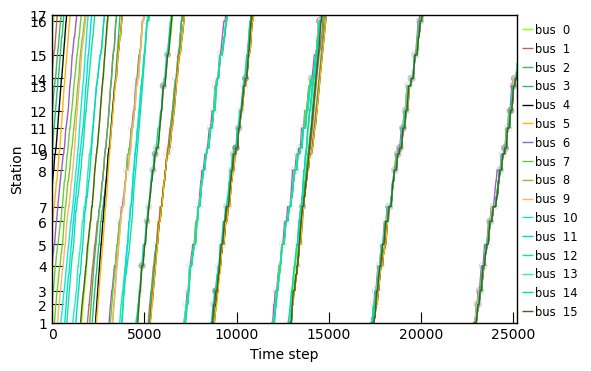 17
16
15
14
13
12
11
10
9
8
7
6
5
4
3
2
1
Station
0 5000 10000 15000 20000 25000
Time step
bus 0
bus 1
bus 2
bus 3
bus 4
bus 5
bus 6
bus 7
bus 8
bus 9
bus 10
bus 11
bus 12
bus 13
bus 14
bus 15